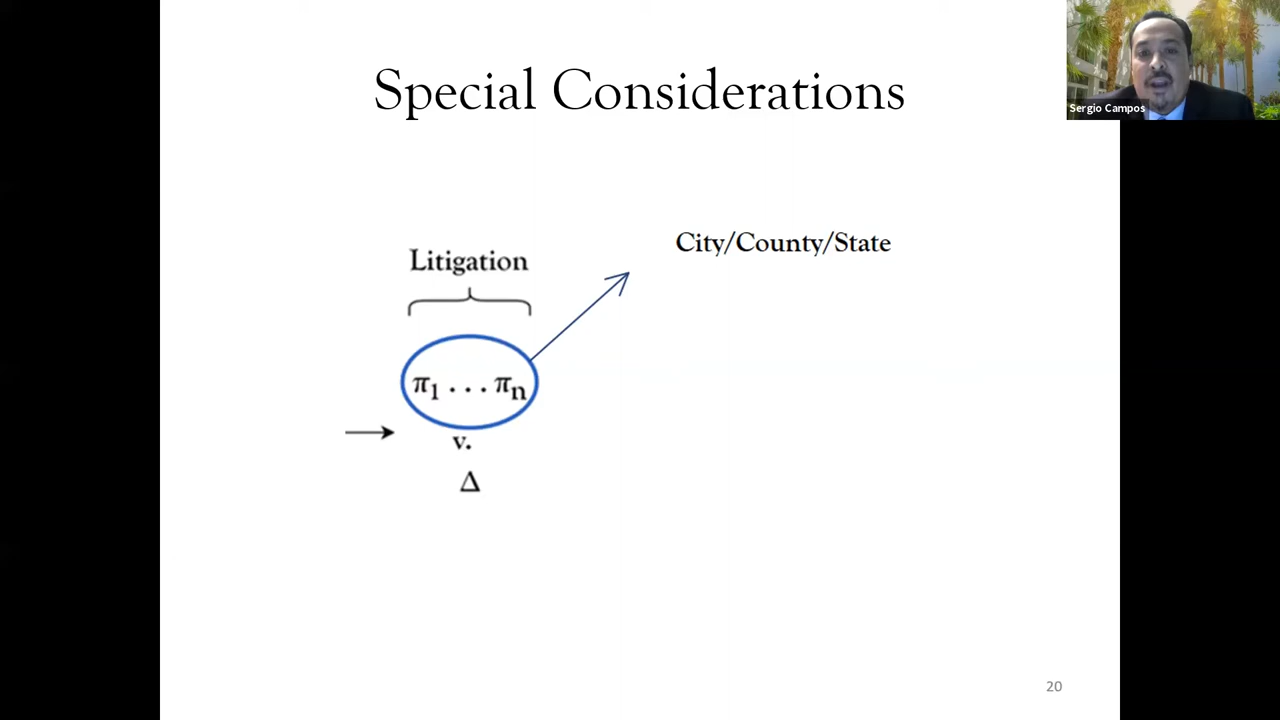 Special Considerations
Sergio Campos
City/County/State
Litigation
π1 . . . πn
v.
Δ
20